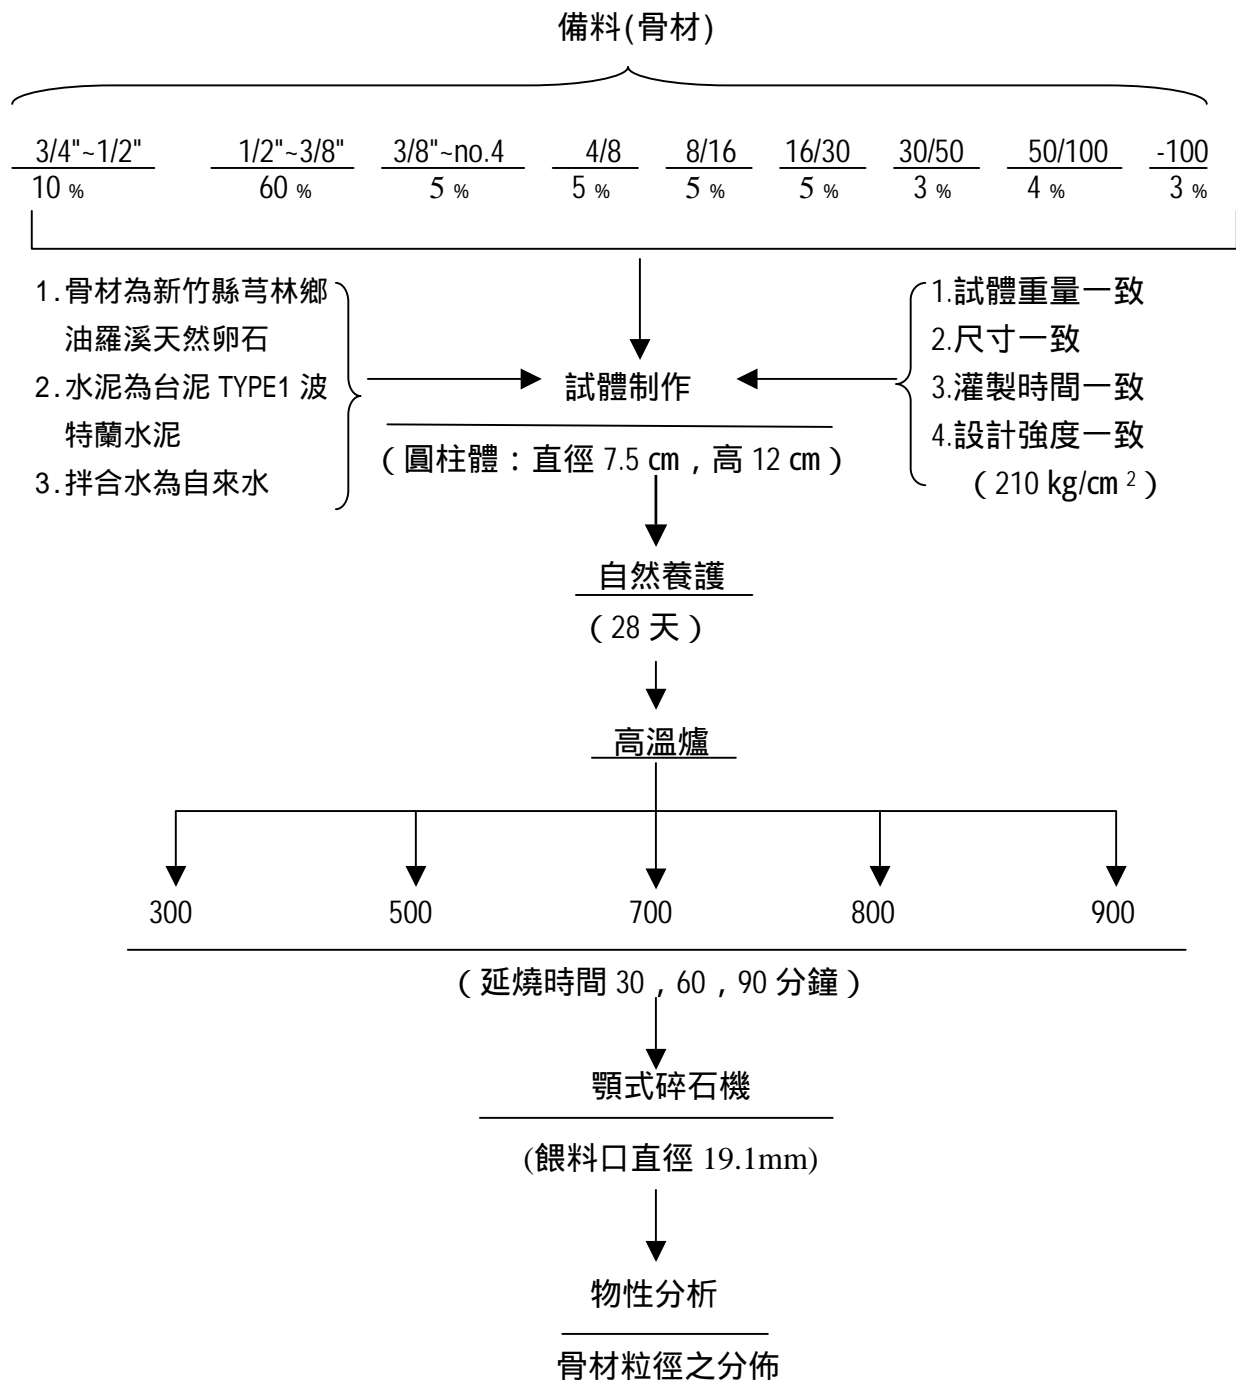 備料(骨材)
3/4"~1/2" 1/2"~3/8" 3/8"~no.4 4/8 8/16 16/30 30/50 50/100 -100
10 % 60 % 5 % 5 % 5 % 5 % 3 % 4 % 3 %
1.骨材為新竹縣芎林鄉
油羅溪天然卵石
2.水泥為台泥 TYPE1 波
特蘭水泥
3.拌合水為自來水
試體制作
(圓柱體：直徑 7.5 cm，高 12 cm)
1.試體重量一致
2.尺寸一致
3.灌製時間一致
4.設計強度一致
(210 kg/cm ²)
自然養護
(28 天)
高溫爐
300 500 700 800 900
(延燒時間 30，60，90 分鐘)
顎式碎石機
(餵料口直徑 19.1mm)
物性分析
骨材粒徑之分佈